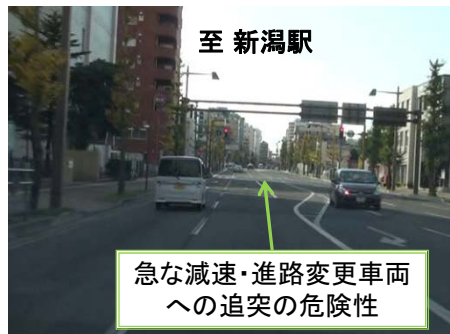 至 新潟駅
急な減速・進路変更車両
への追突の危険性